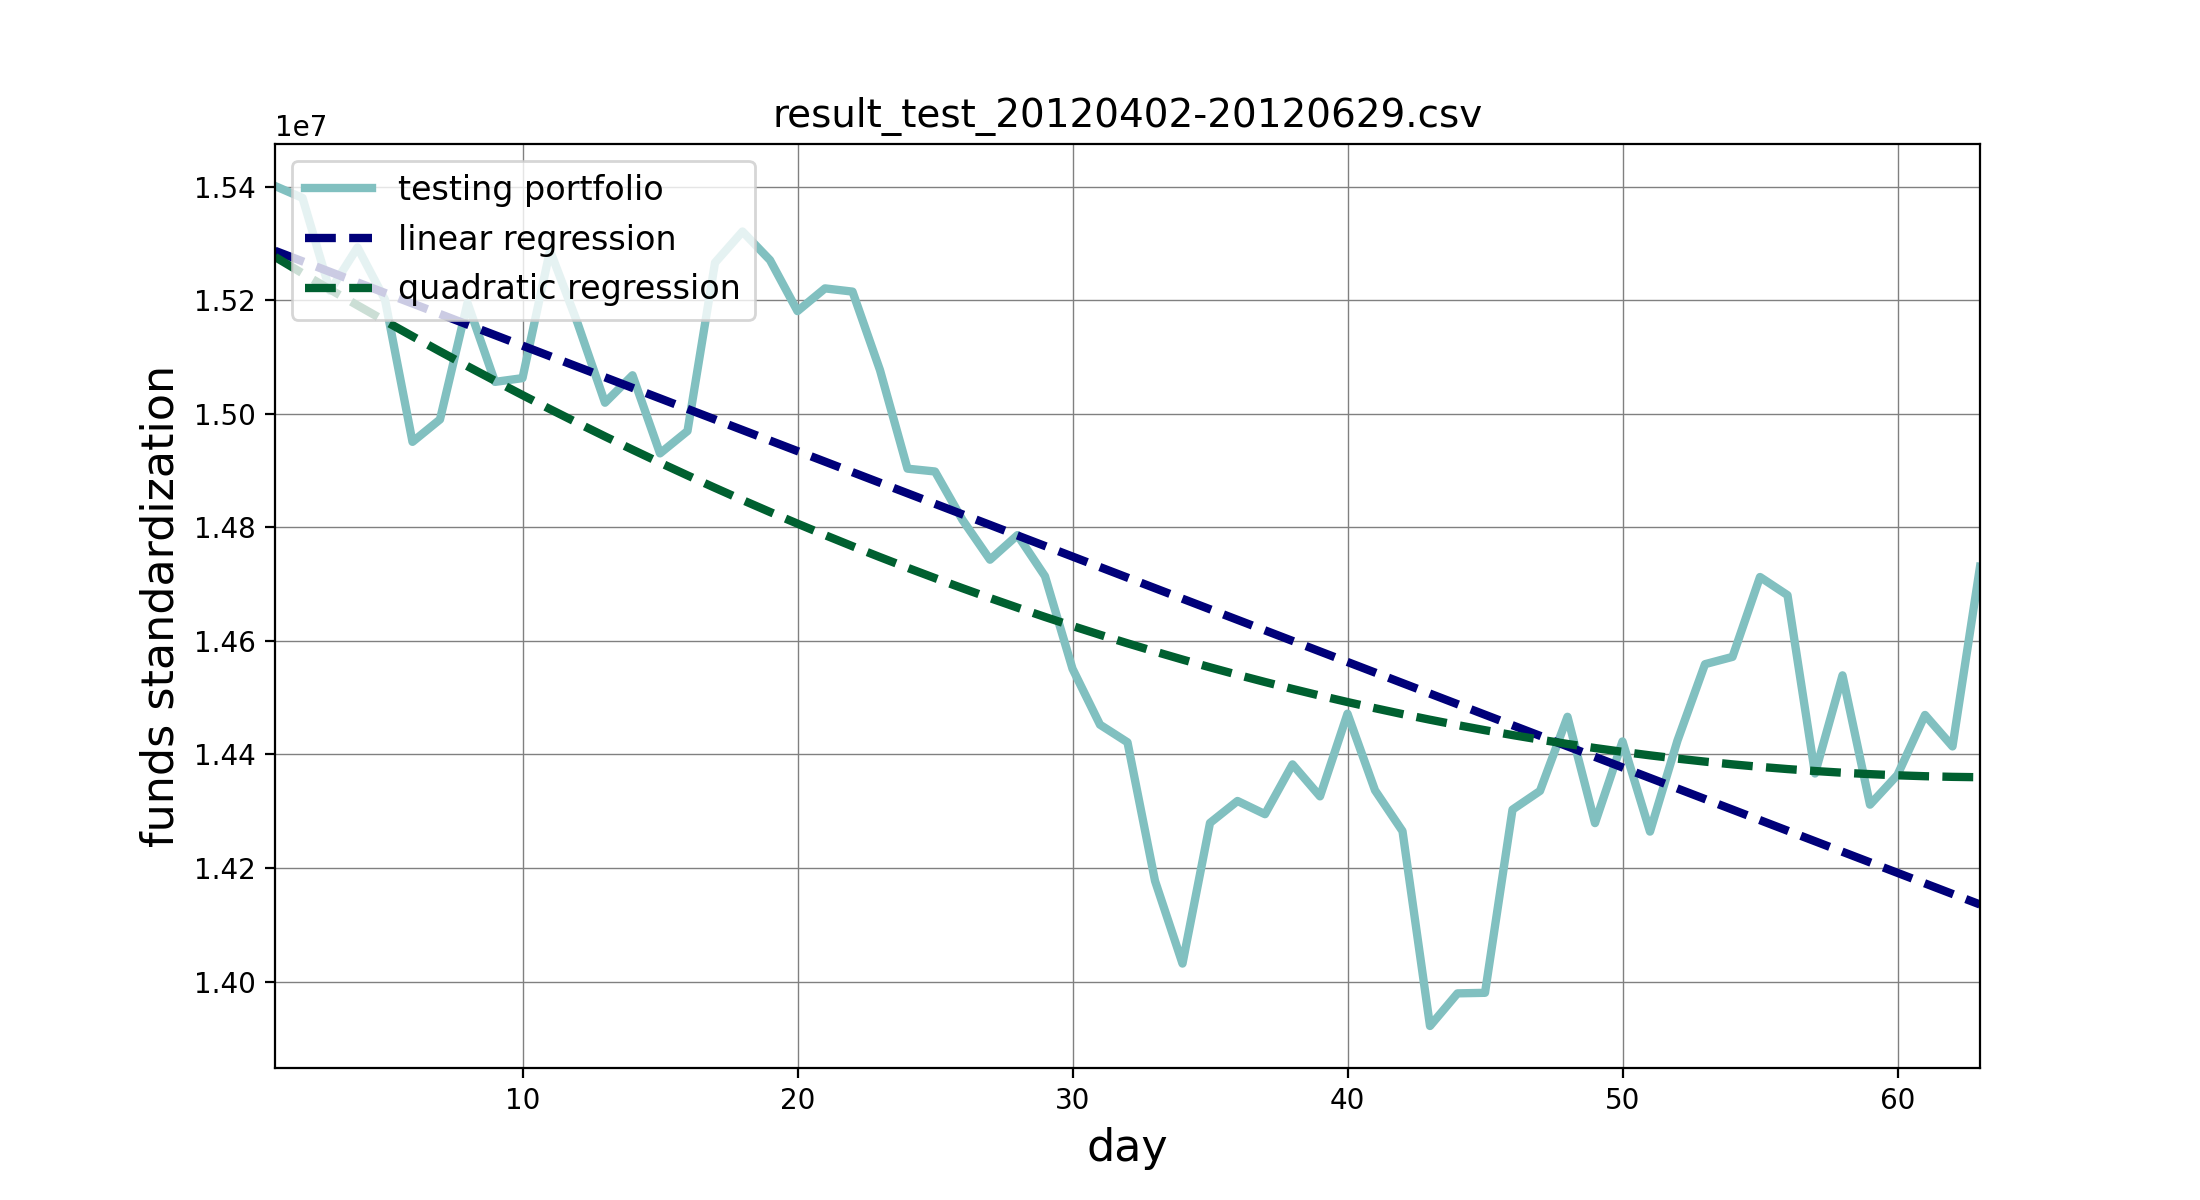 result_test_20120402-20120629.csv
1e7
testing portfolio
linear regression
quadratic regression
1.54
1.52
1.50
1.48
1.46
1.44
1.42
1.40
funds standardization
10 20 30 40 50 60
day